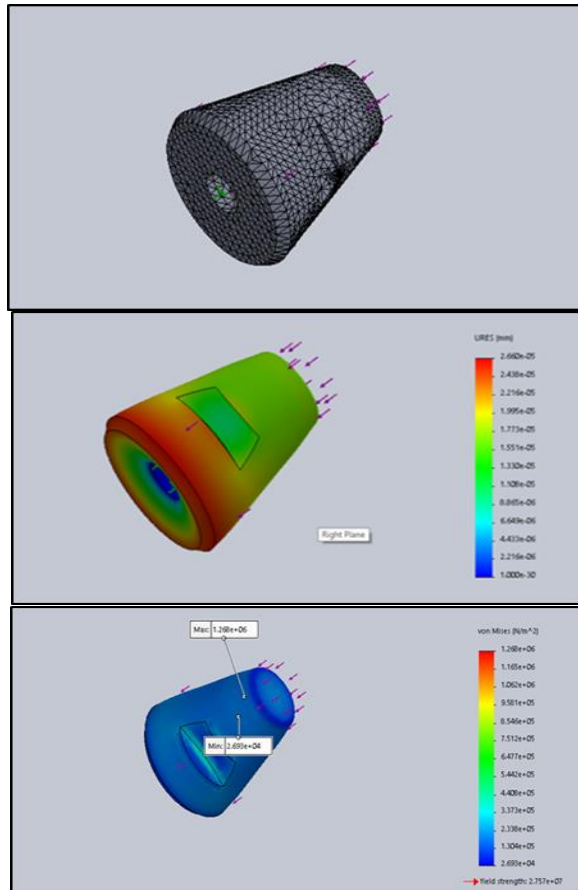 URES (mm)
2.660e-05
2.438e-05
2.216e-05
1.995e-05
1.773e-05
1.551e-05
1.330e-05
1.108e-05
8.865e-06
6.649e-06
4.433e-06
2.216e-06
1.000e-30
Right Plane
Max: 1.268e+06
Min: 2.693e+04
von Mises (N/m^2)
1.268e+06
1.165e+06
1.062e+06
9.581e+05
8.546e+05
7.512e+05
6.477e+05
5.442e+05
4.408e+05
3.373e+05
2.338e+05
1.304e+05
2.693e+04
Yield strength: 2.757e+07